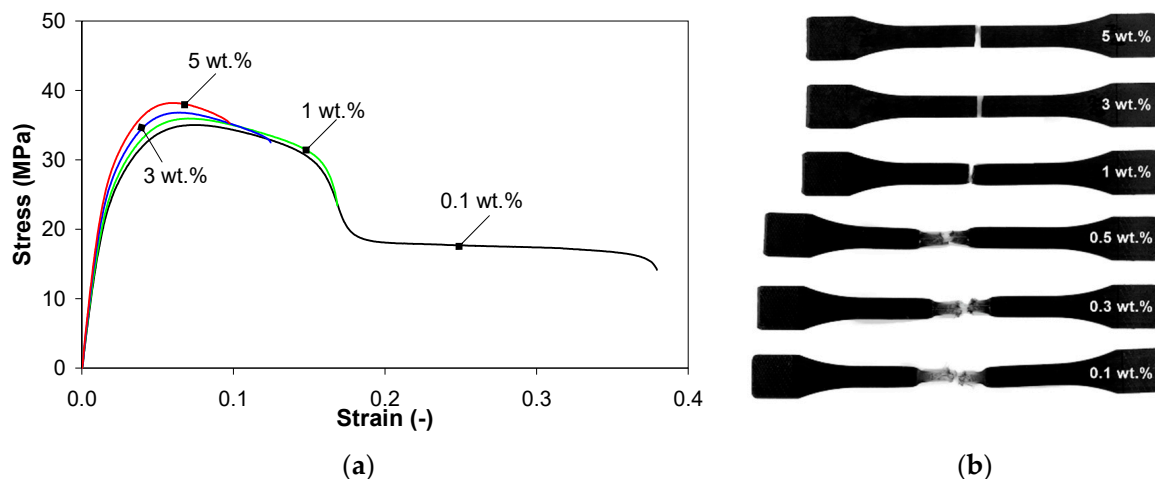 50
40
30
20
10
0
Stress (MPa)
5 wt.%
1 wt.%
3 wt.%
0.1 wt.%
0.0
0.1
0.2
0.3
0.4
Strain (-)
(a)
5 wt.%
3 wt.%
1 wt.%
0.5 wt.%
0.3 wt.%
0.1 wt.%
(b)